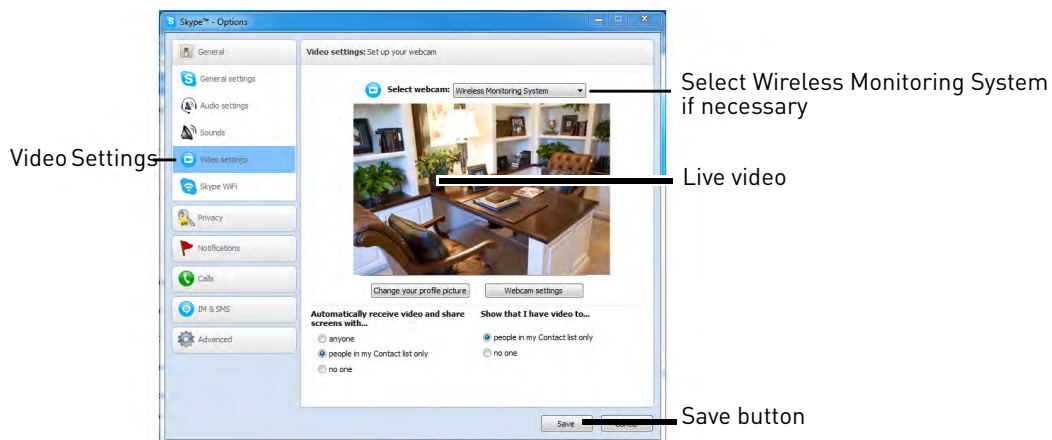 Skype™ - Options
General
General settings
Audio settings
Sounds
Video Settings
Video settings
Skype WiFi
Privacy
Notifications
Calls
IM & SMS
Advanced
Video settings: Set up your webcam
Select webcam: Wireless Monitoring System
Select Wireless Monitoring System
if necessary
Live video
Change your profile picture
Webcam settings
Automatically receive video and share
screens with...
anyone
people in my Contact list only
no one
Show that I have video to...
people in my Contact list only
no one
Save
Save button